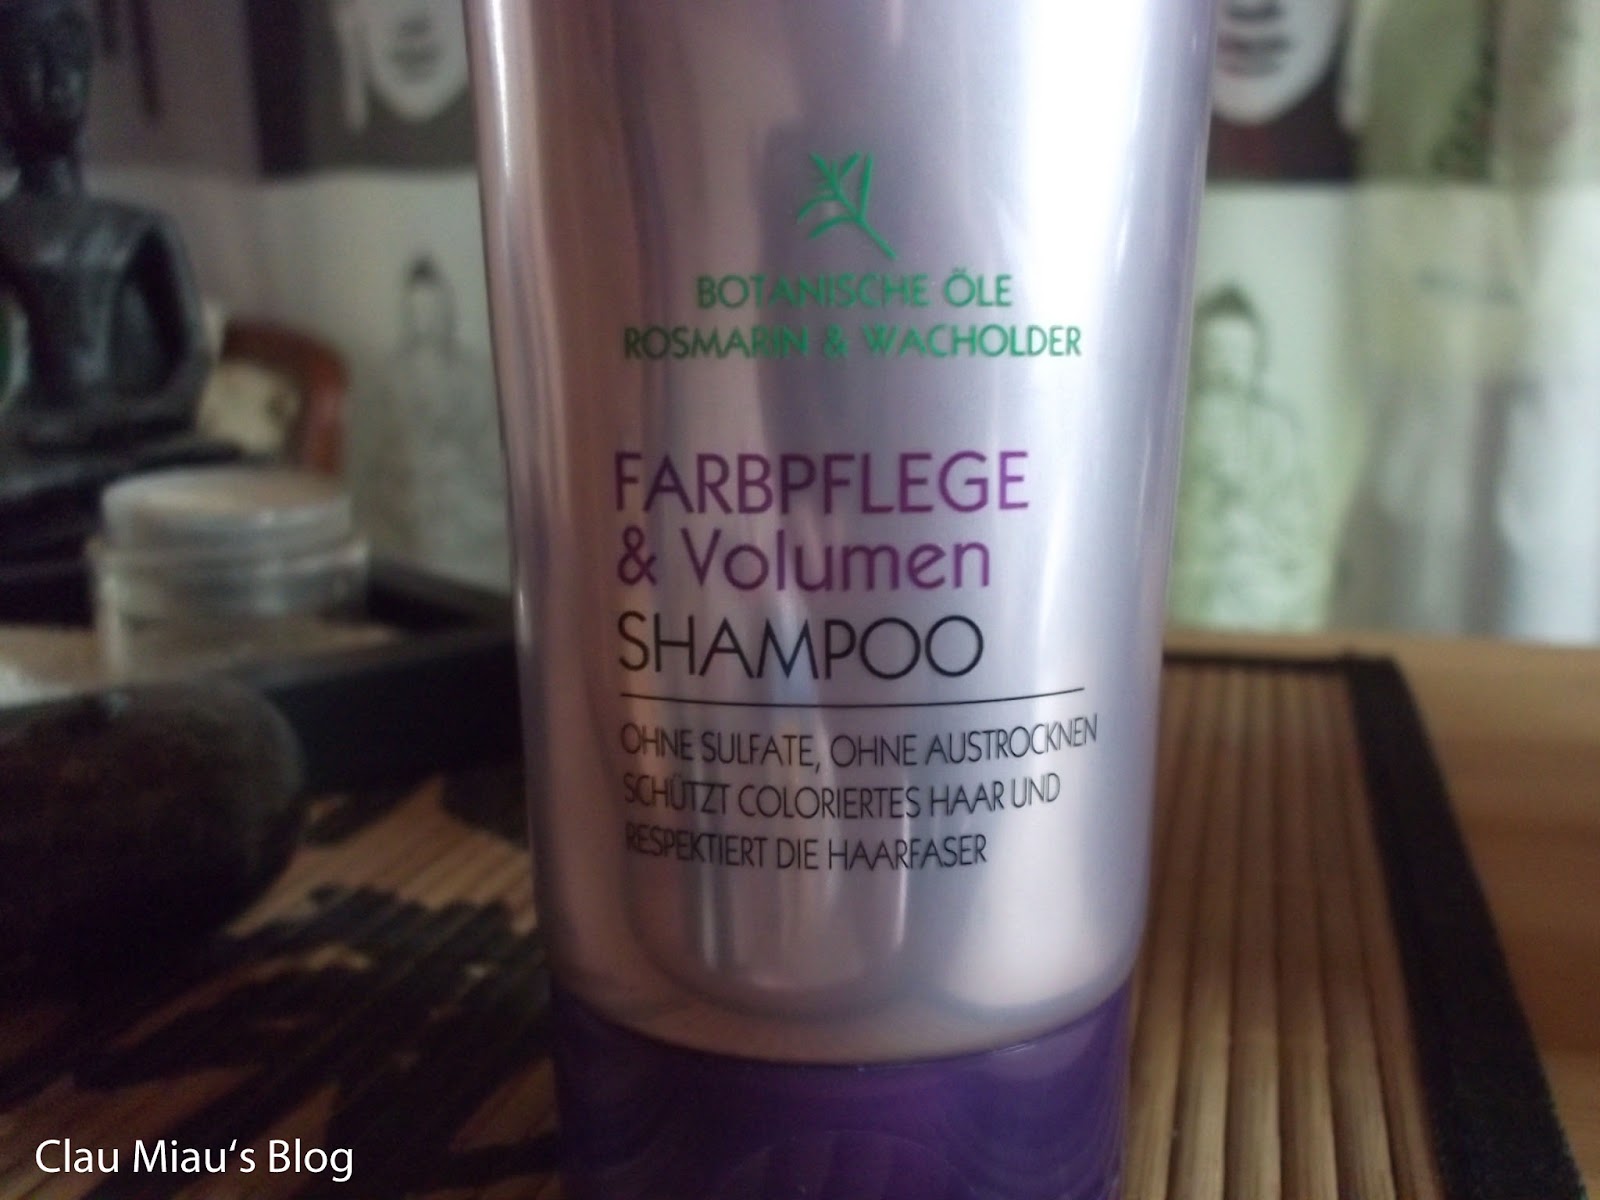 BOTANISCHE ÖLE
ROSMARIN & WACHOLDER
FARBPFLEGE
& Volumen
SHAMPOO
OHNE SULFATE, OHNE AUSTROCKNEN
SCHÜTZT COLORIERTES HAAR UND
RESPEKTIERT DIE HAARFASER
Clau Miau‘s Blog